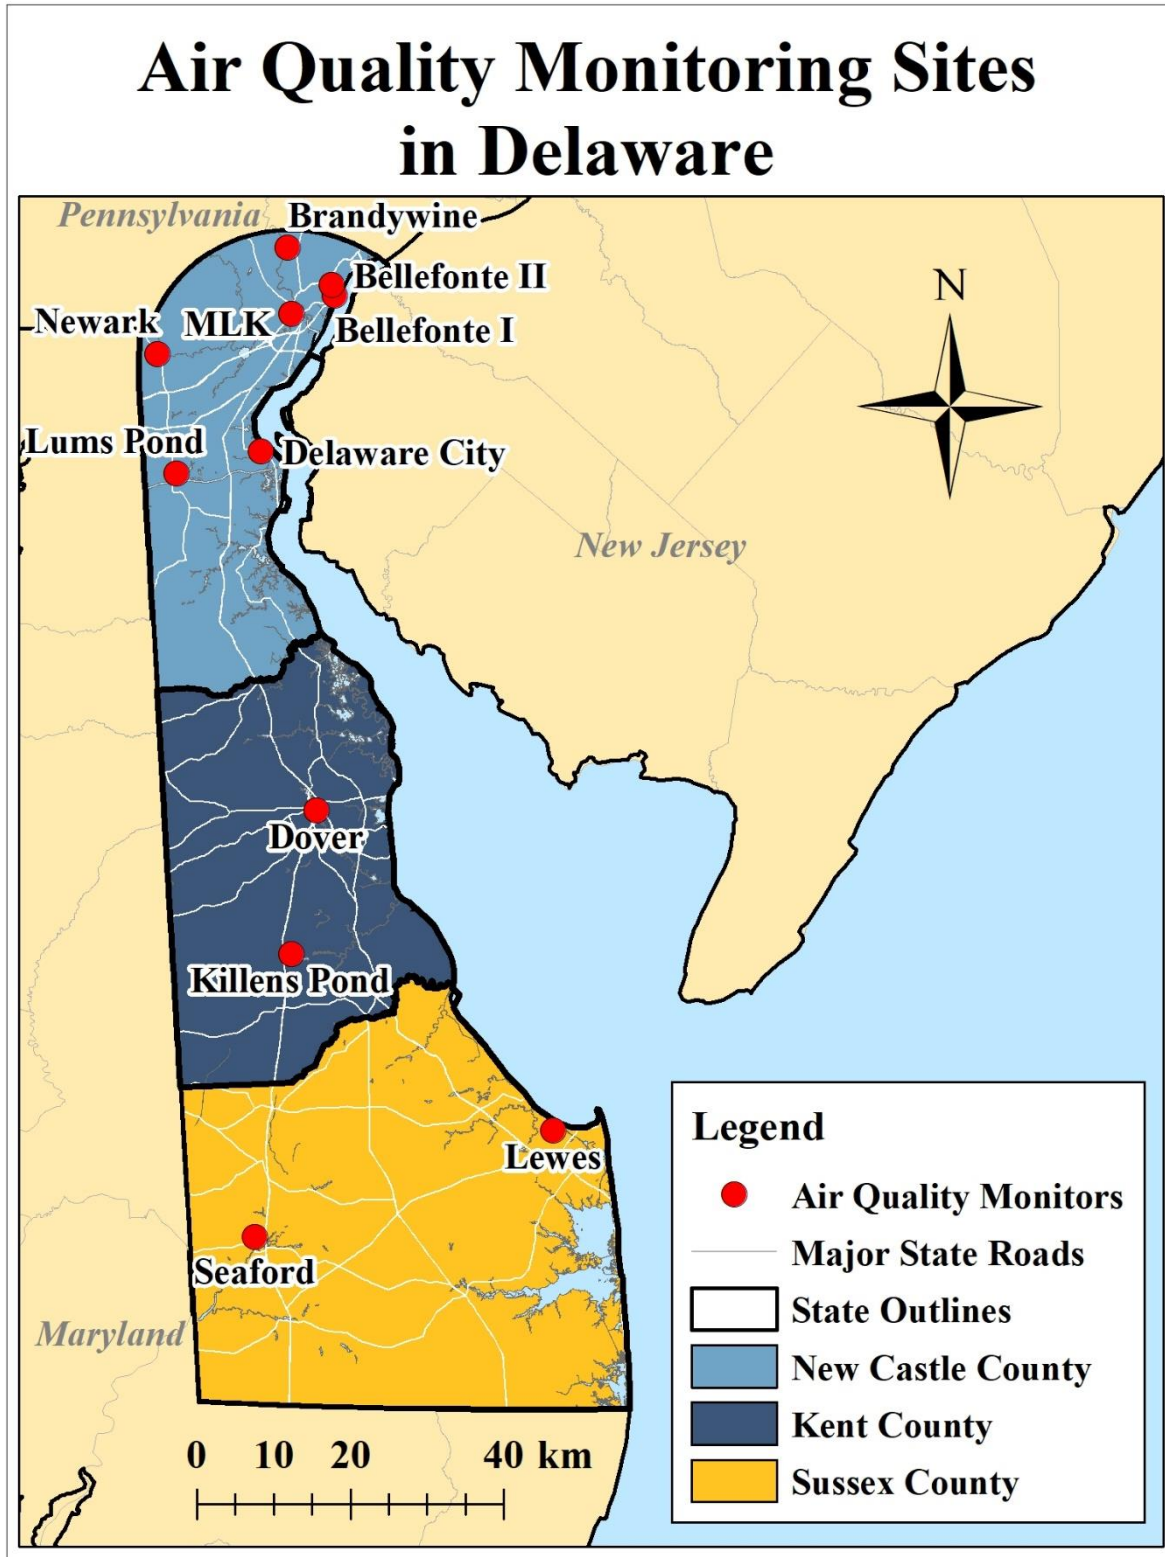 Air Quality Monitoring Sites
in Delaware
Pennsylvania
Brandywine
Bellefonte II
Newark
MLK
Bellefonte I
N
Lums Pond
Delaware City
New Jersey
Dover
Killens Pond
Lewes
Seaford
Maryland
0 10 20 40 km
Legend
Air Quality Monitors
Major State Roads
State Outlines
New Castle County
Kent County
Sussex County